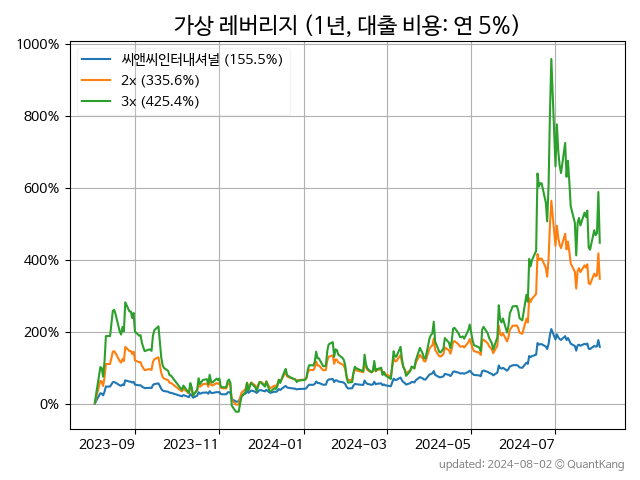 가상 레버리지 (1년, 대출 비용: 연 5%)
1000%
800%
600%
400%
200%
0%
씨앤씨인터내셔널 (155.5%)
2x (335.6%)
3x (425.4%)
2023-09 2023-11 2024-01 2024-03 2024-05 2024-07
updated: 2024-08-02 © QuantKang